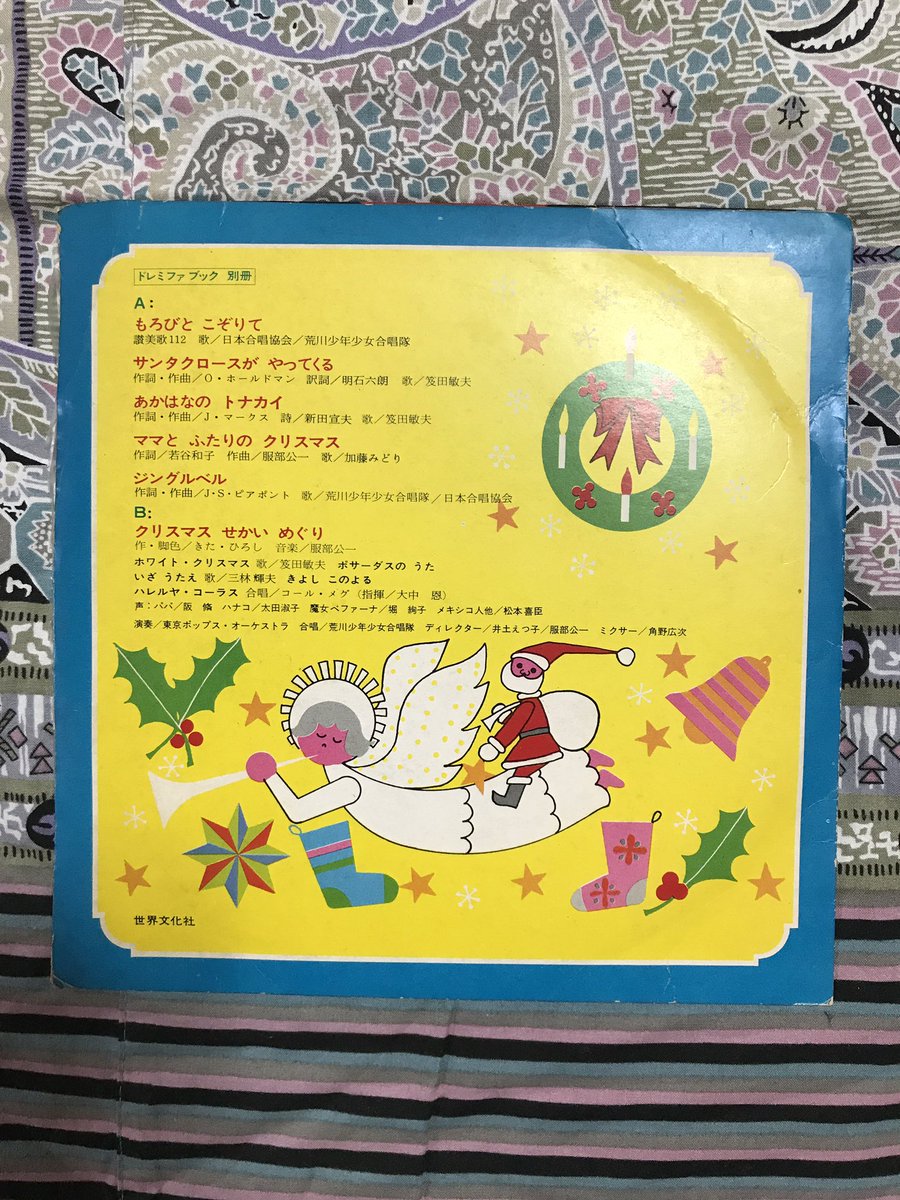 ドレミファ ブック 別冊
A:
もろびと こぞりて
讃美歌112 歌/日本合唱協会/荒川少年少女合唱隊
サンタクロースが やってくる
作詞・作曲/O・ホールドマン 訳詞/明石六朗 歌/笈田敏夫
あかはなの トナカイ
作詞・作曲/J・マークス 詩/新田宣夫 歌/笈田敏夫
ママと ふたりの クリスマス
作詞/若谷和子 作曲/服部公一 歌/加藤みどり
ジングルベル
作詞・作曲/J・S・ピアポント 歌/荒川少年少女合唱隊/日本合唱協会
B:
クリスマス せかい めぐり
作・脚色/きた・ひろし 音楽/服部公一
ホワイト・クリスマス 歌/笈田敏夫 ポサーダスの うた
いざ うたえ 歌/三林輝夫 きよし このよる
ハレルヤ・コーラス 合唱/コール・メグ(指揮/大中 恩)
声:パパ/阪 脩 ハナコ/太田淑子 魔女ベファーナ/堀 絢子 メキシコ人他/松本喜臣
演奏/東京ポップス・オーケストラ 合唱/荒川少年少女合唱隊 ディレクター/井土えつ子/服部公一 ミクサー/角野広次
世界文化社